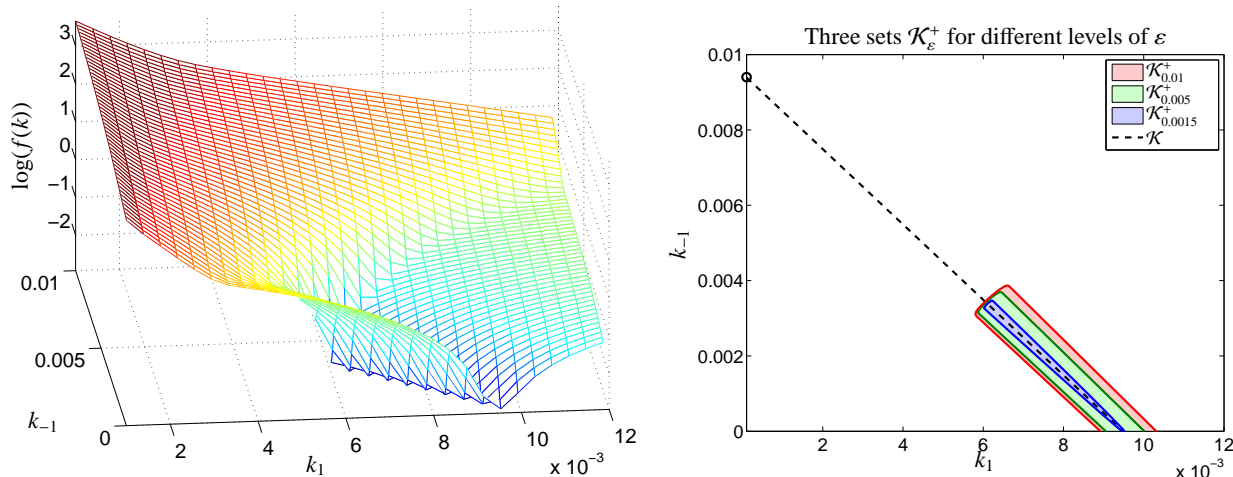 3
2
1
0
−1
−2
log(f(k))
0.01
0.005
0
k−1
2
4
6
8
10
12
x 10⁻³
k1
Three sets 𝒦ε+ for different levels of ε
0.01
0.008
0.006
0.004
0.002
0
k−1
2
4
6
8
10
12
x 10⁻³
k1
𝒦0.01+
𝒦0.005+
𝒦0.0015+
𝒦